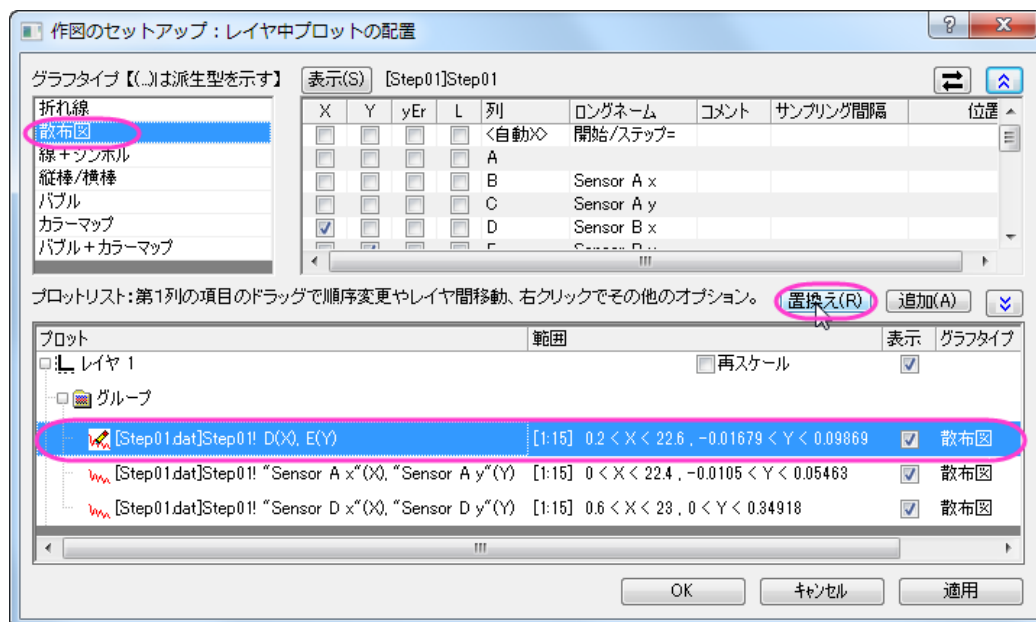 作図のセットアップ：レイヤ中プロットの配置
グラフタイプ【(...)は派生型を示す】 表示(S) [Step01]Step01
折れ線
散布図
線＋シンボル
縦棒/横棒
バブル
カラーマップ
バブル＋カラーマップ
X Y yEr L 列 ロングネーム コメント サンプリング間隔 位置
<自動X> 開始/ステップ=
A
B Sensor A x
C Sensor A y
D Sensor B x
プロットリスト：第1列の項目のドラッグで順序変更やレイヤ間移動、右クリックでその他のオプション。 置換え(R) 追加(A)
プロット 範囲 表示 グラフタイプ
レイヤ 1 再スケール
グループ
[Step01.dat]Step01! D(X), E(Y) [1:15] 0.2 < X < 22.6 , -0.01679 < Y < 0.09869 散布図
[Step01.dat]Step01! "Sensor A x"(X), "Sensor A y"(Y) [1:15] 0 < X < 22.4 , -0.0105 < Y < 0.05463 散布図
[Step01.dat]Step01! "Sensor D x"(X), "Sensor D y"(Y) [1:15] 0.6 < X < 23 , 0 < Y < 0.34918 散布図
OK キャンセル 適用